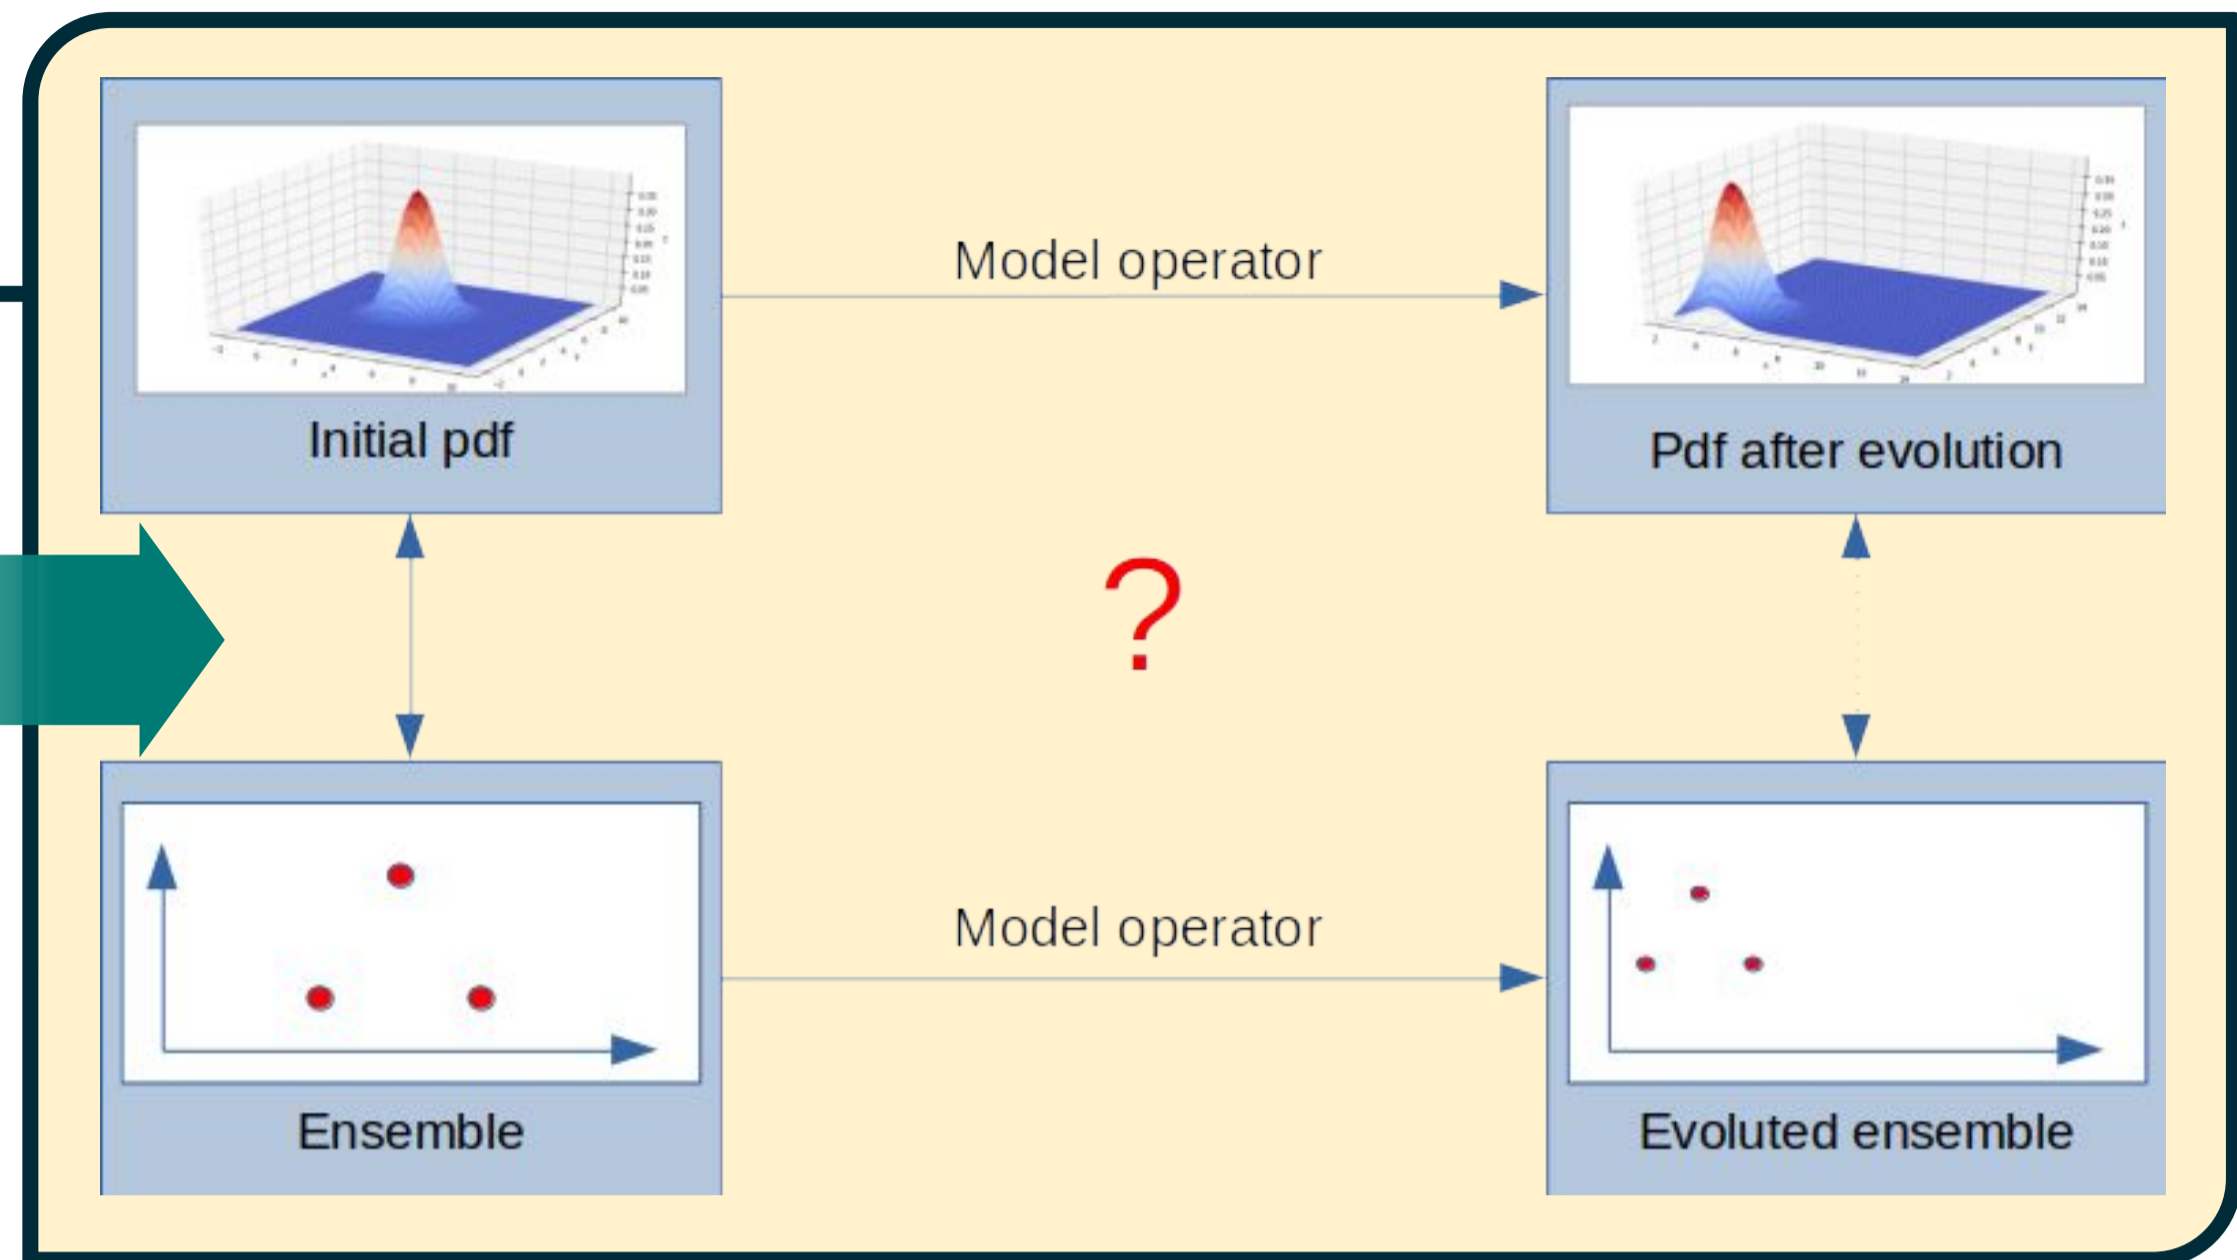 Model operator
Initial pdf
Pdf after evolution
?
Model operator
Ensemble
Evoluted ensemble